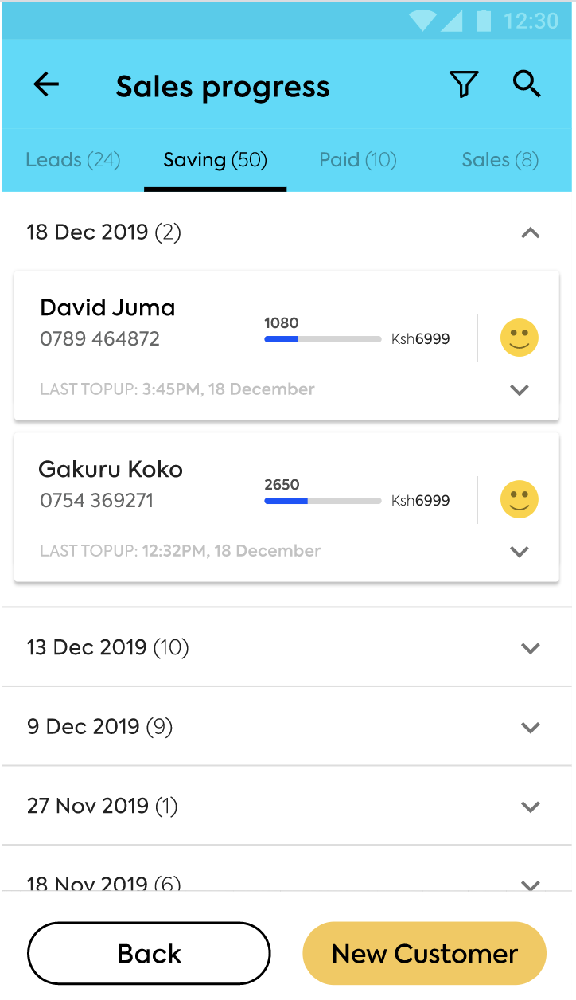 12:30
Sales progress
Leads (24) Saving (50) Paid (10) Sales (8)
18 Dec 2019 (2)
David Juma
0789 464872
1080
Ksh6999
LAST TOPUP: 3:45PM, 18 December
Gakuru Koko
0754 369271
2650
Ksh6999
LAST TOPUP: 12:32PM, 18 December
13 Dec 2019 (10)
9 Dec 2019 (9)
27 Nov 2019 (1)
18 Nov 2019 (6)
Back New Customer